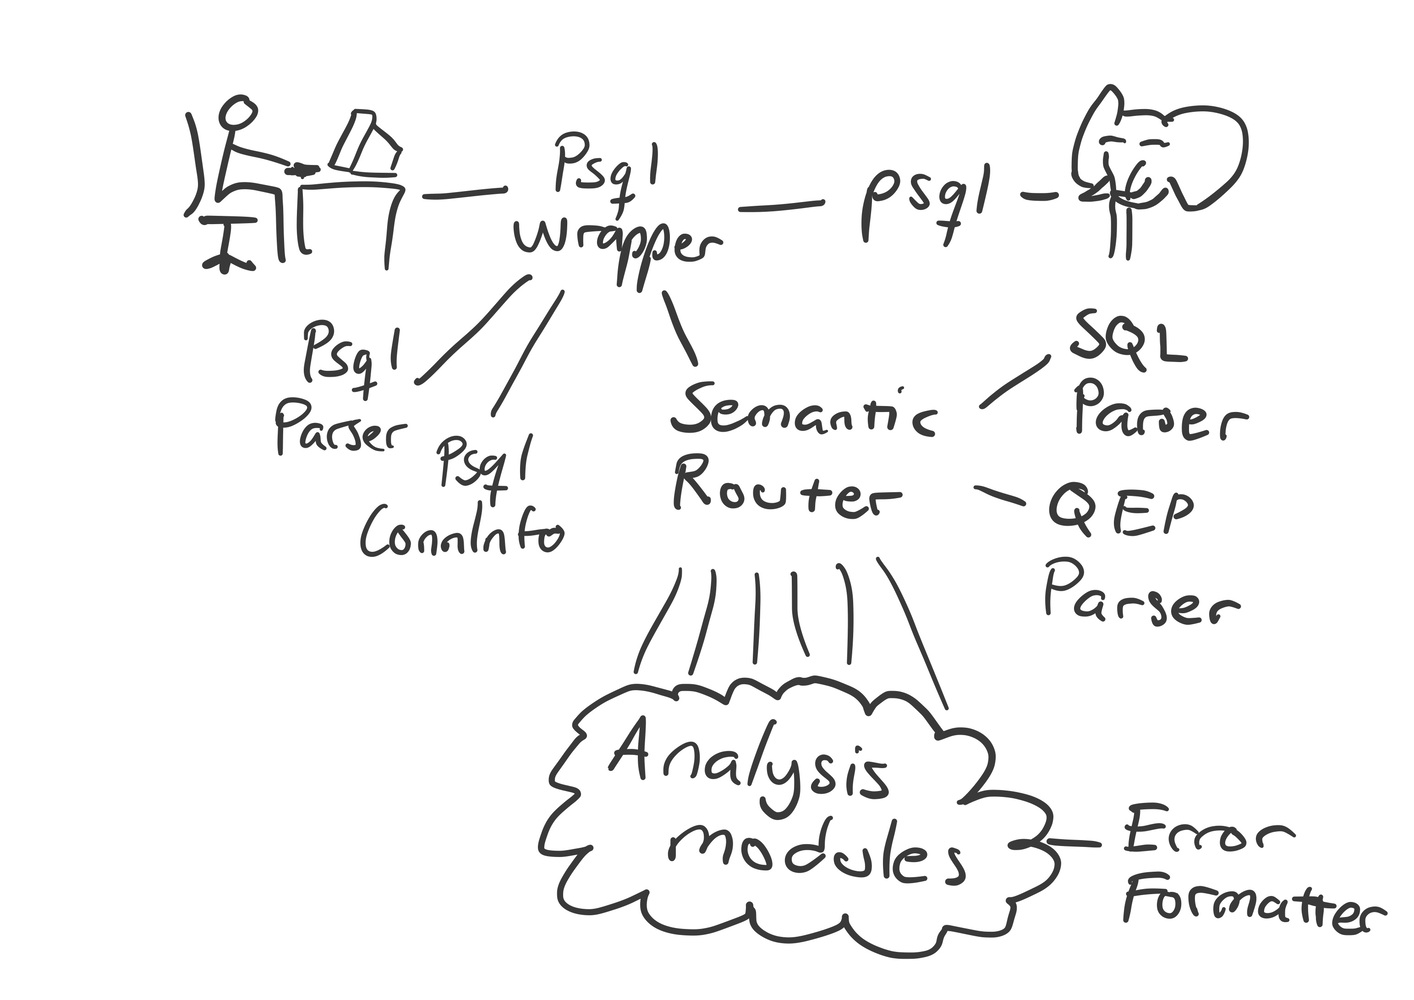 Psql
wrapper
psql
Psql
Parser
Psql
ConnInfo
Semantic
Router
SQL
Parser
QEP
Parser
Analysis
modules
Error
Formatter